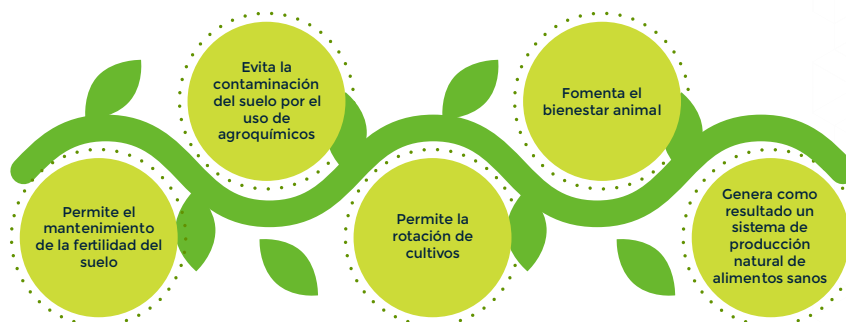 Permite el
mantenimiento
de la fertilidad del
suelo
Evita la
contaminación
del suelo por el
uso de
agroquímicos
Permite la
rotación de
cultivos
Fomenta el
bienestar animal
Genera como
resultado un
sistema de
producción
natural de
alimentos sanos